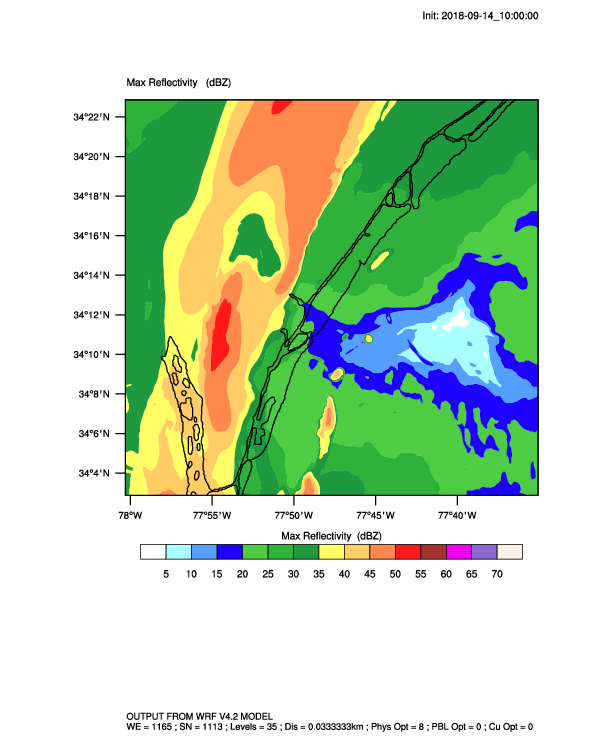 Init: 2018-09-14_10:00:00
Max Reflectivity (dBZ)
34°22'N
34°20'N
34°18'N
34°16'N
34°14'N
34°12'N
34°10'N
34°8'N
34°6'N
34°4'N
78°W 77°55'W 77°50'W 77°45'W 77°40'W
Max Reflectivity (dBZ)
5 10 15 20 25 30 35 40 45 50 55 60 65 70
OUTPUT FROM WRF V4.2 MODEL
WE = 1165 ; SN = 1113 ; Levels = 35 ; Dis = 0.0333333km ; Phys Opt = 8 ; PBL Opt = 0 ; Cu Opt = 0